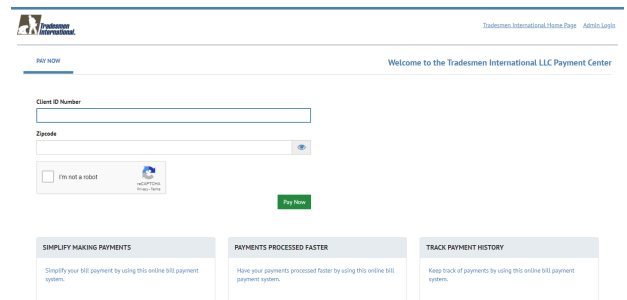 Tradesmen
International.
Tradesmen International Home Page Admin Login
PAY NOW
Welcome to the Tradesmen International LLC Payment Center
Client ID Number
Zipcode
I'm not a robot
reCAPTCHA
Privacy - Terms
Pay Now
SIMPLIFY MAKING PAYMENTS
Simplify your bill payment by using this online bill payment
system.
PAYMENTS PROCESSED FASTER
Have your payments processed faster by using this online bill
payment system.
TRACK PAYMENT HISTORY
Keep track of payments by using this online bill payment
system.